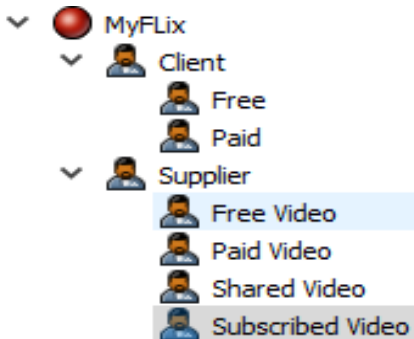 MyFLix
Client
Free
Paid
Supplier
Free Video
Paid Video
Shared Video
Subscribed Video